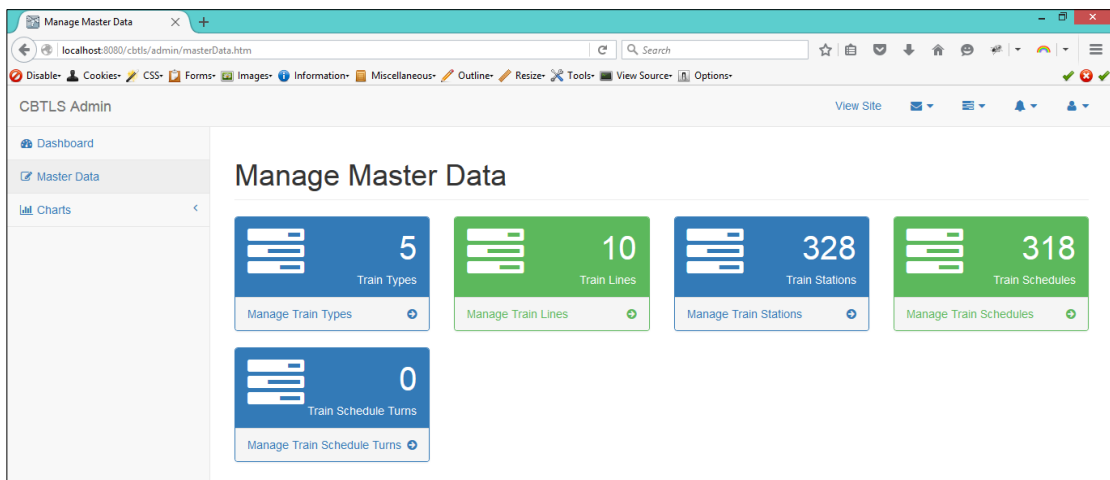 Manage Master Data
localhost:8080/cbtls/admin/masterData.htm
Search
Disable Cookies CSS Forms Images Information Miscellaneous Outline Resize Tools View Source Options
CBTLS Admin
View Site
Dashboard
Master Data
Charts
Manage Master Data
5
Train Types
Manage Train Types
10
Train Lines
Manage Train Lines
328
Train Stations
Manage Train Stations
318
Train Schedules
Manage Train Schedules
0
Train Schedule Turns
Manage Train Schedule Turns